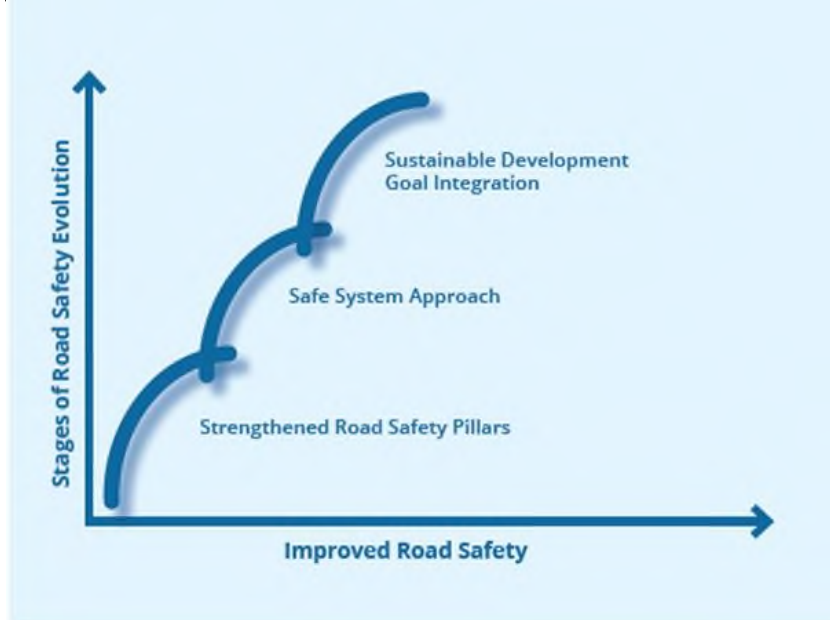 Stages of Road Safety Evolution
Sustainable Development
Goal Integration
Safe System Approach
Strengthened Road Safety Pillars
Improved Road Safety